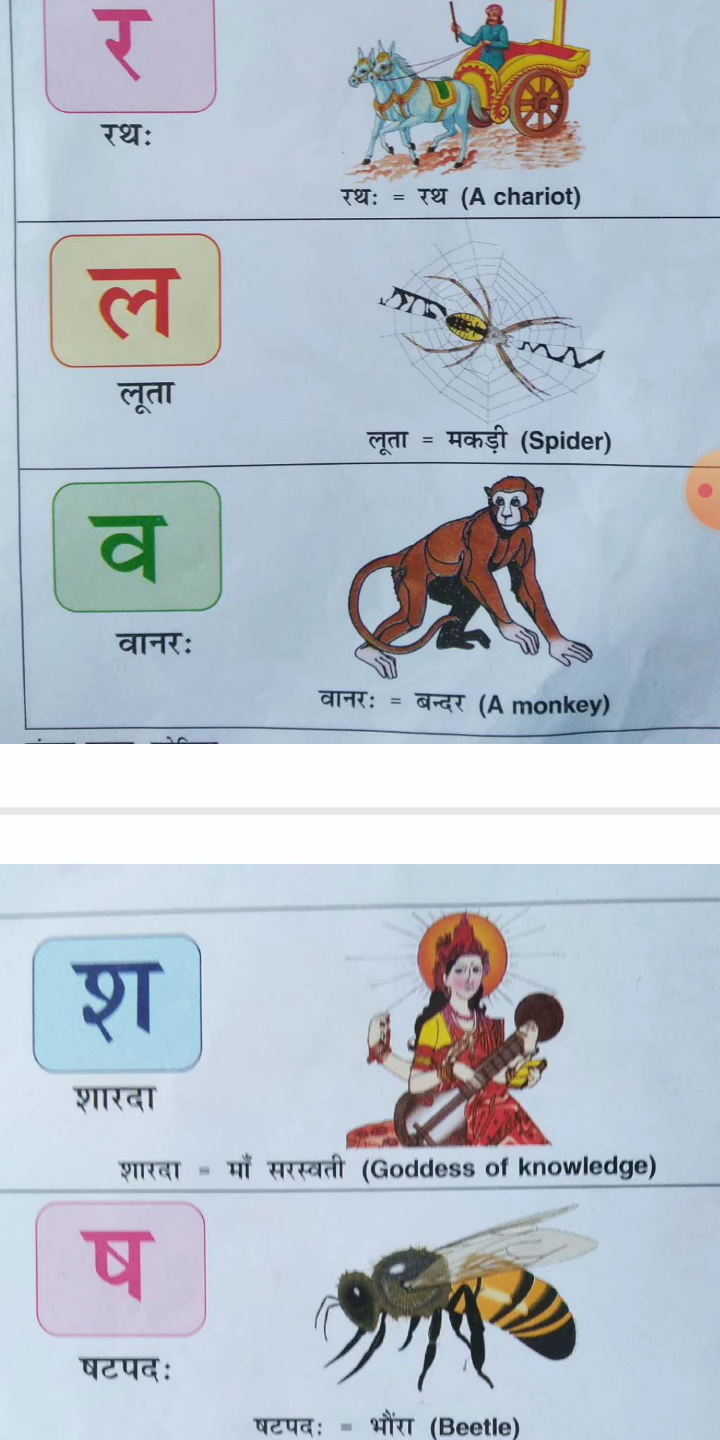 र
रथः
रथः = रथ (A chariot)
ल
लूता
लूता = मकड़ी (Spider)
व
वानरः
वानरः = बन्दर (A monkey)
श
शारदा
शारदा = माँ सरस्वती (Goddess of knowledge)
ष
षटपदः
षटपदः = भौंरा (Beetle)